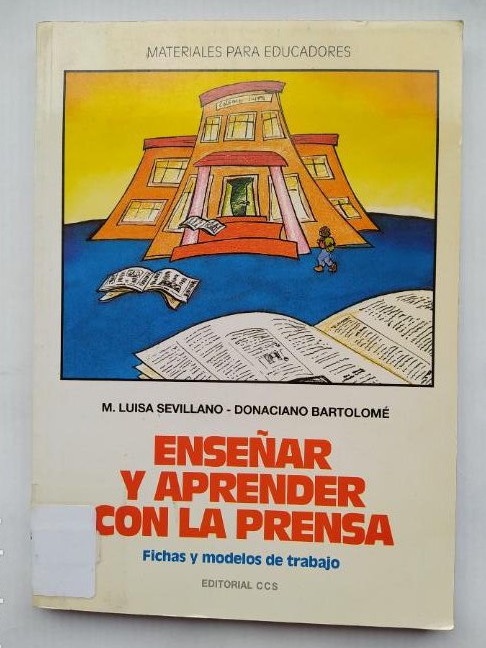 MATERIALES PARA EDUCADORES
M. LUISA SEVILLANO - DONACIANO BARTOLOMÉ
ENSEÑAR
Y APRENDER
CON LA PRENSA
Fichas y modelos de trabajo
EDITORIAL CCS